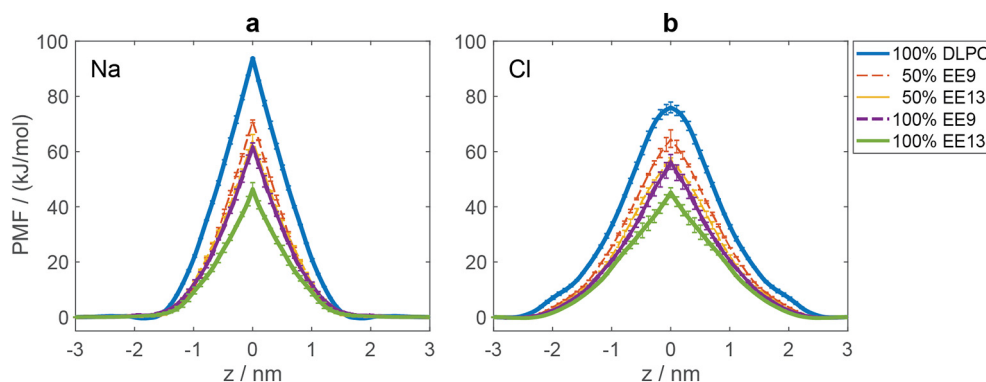 a
b
100
80
60
40
20
0
PMF / (kJ/mol)
Na
-3 -2 -1 0 1 2 3
z / nm
100
80
60
40
20
0
Cl
-3 -2 -1 0 1 2 3
z / nm
100% DLPC
50% EE9
50% EE13
100% EE9
100% EE13